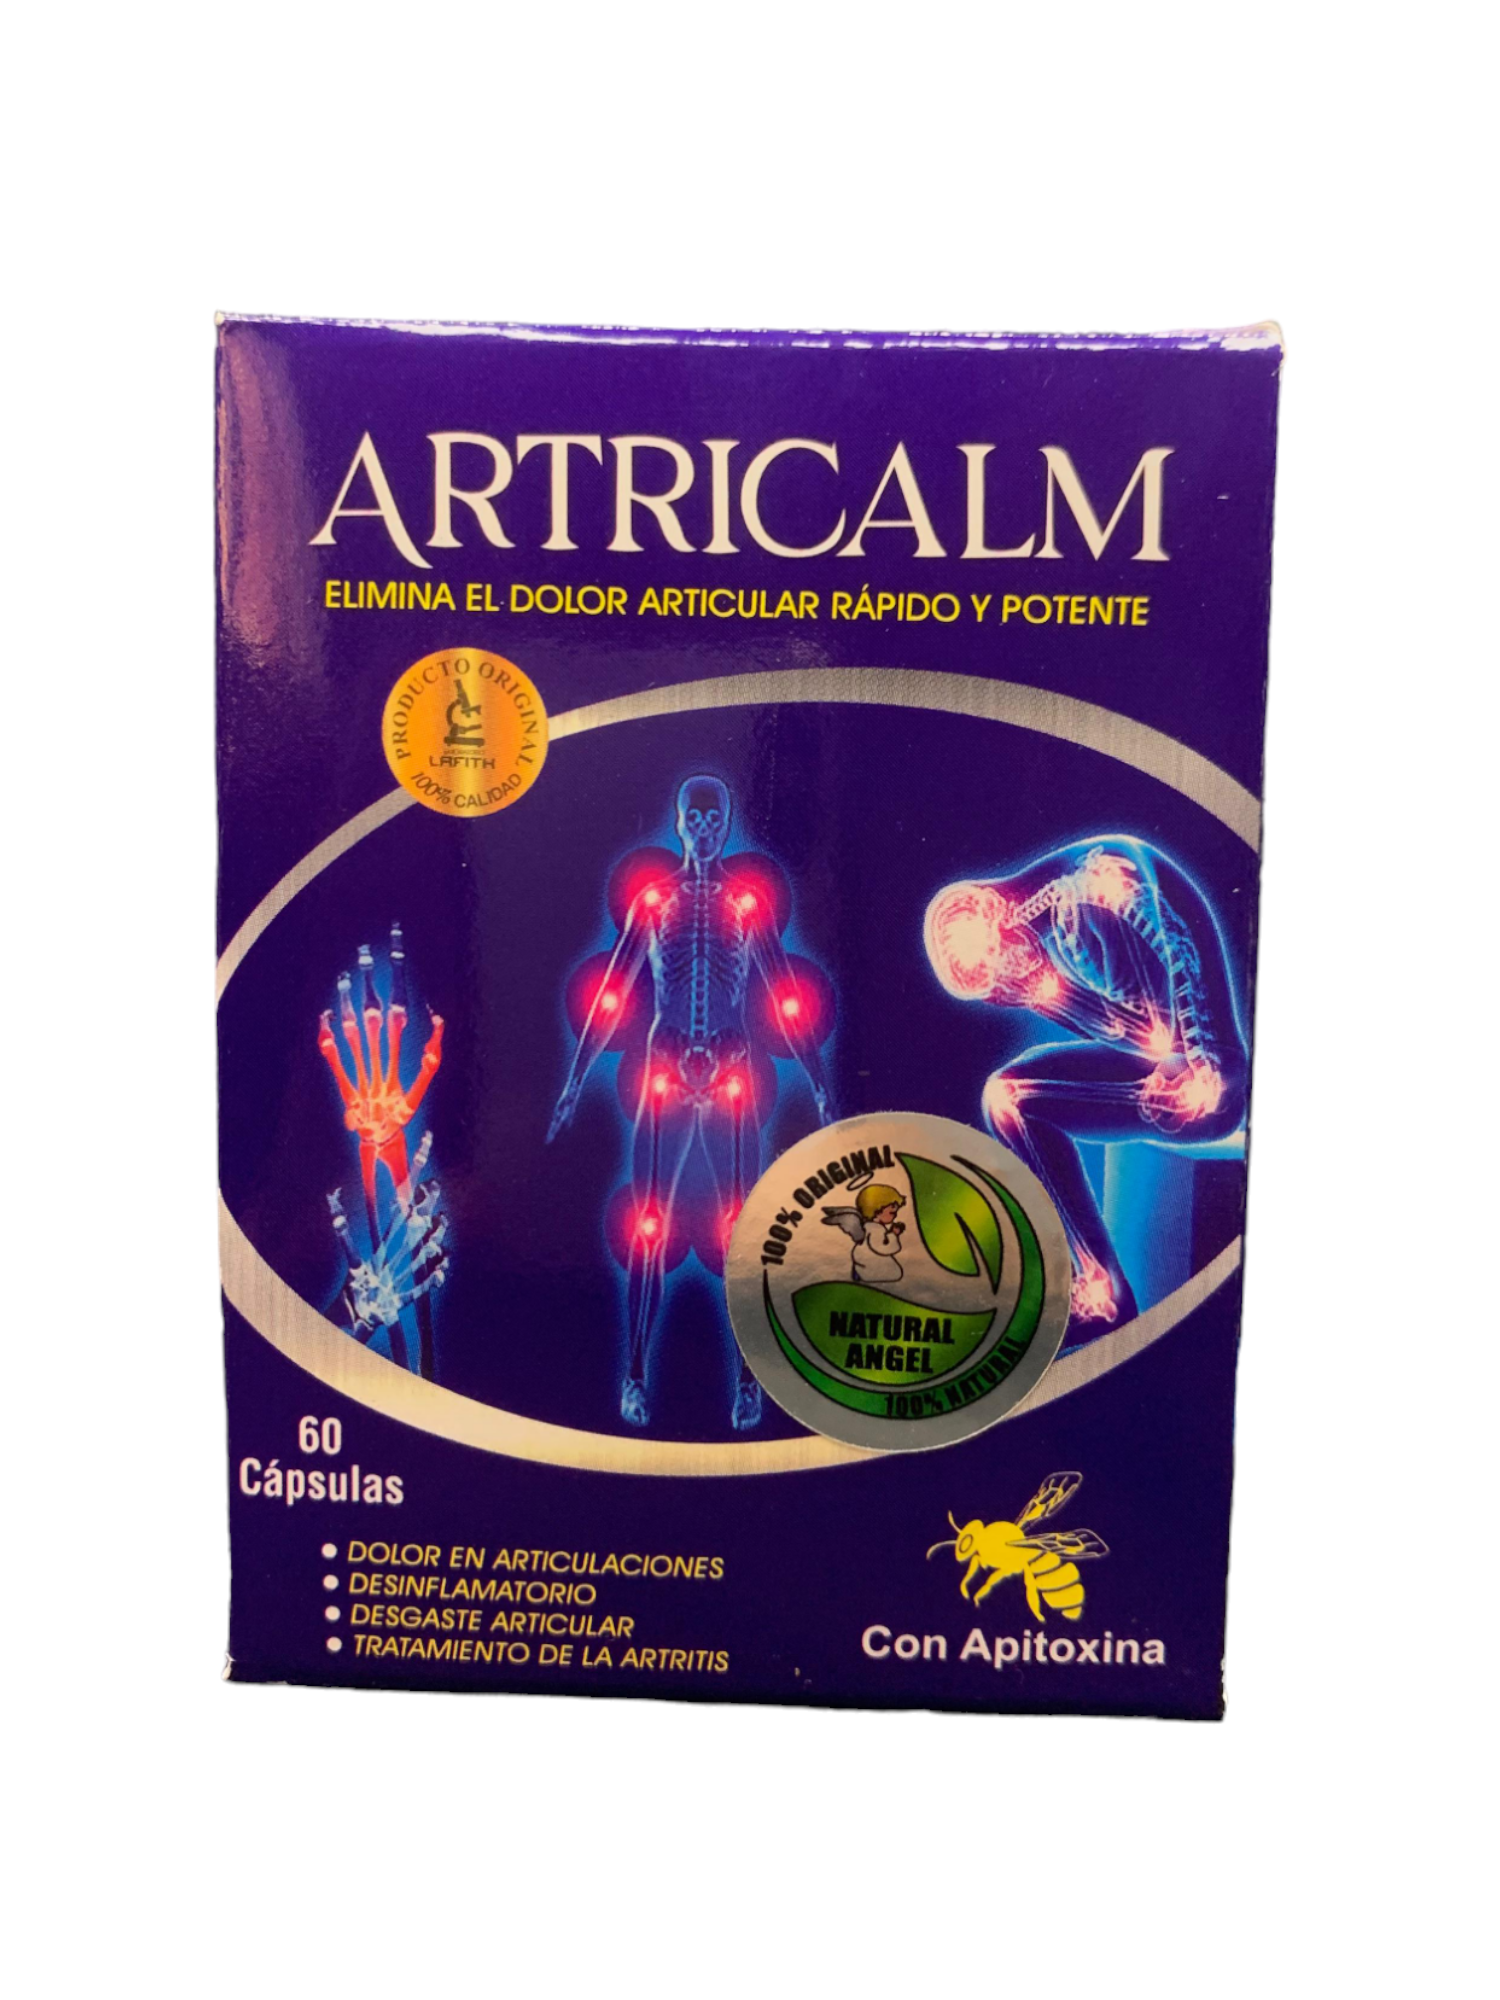 ARTRICALM
ELIMINA EL DOLOR ARTICULAR RÁPIDO Y POTENTE
PRODUCTO ORIGINAL
LAFITH
100% CALIDAD
100% ORIGINAL
NATURAL
ANGEL
100% NATURAL
60
Cápsulas
• DOLOR EN ARTICULACIONES
• DESINFLAMATORIO
• DESGASTE ARTICULAR
• TRATAMIENTO DE LA ARTRITIS
Con Apitoxina